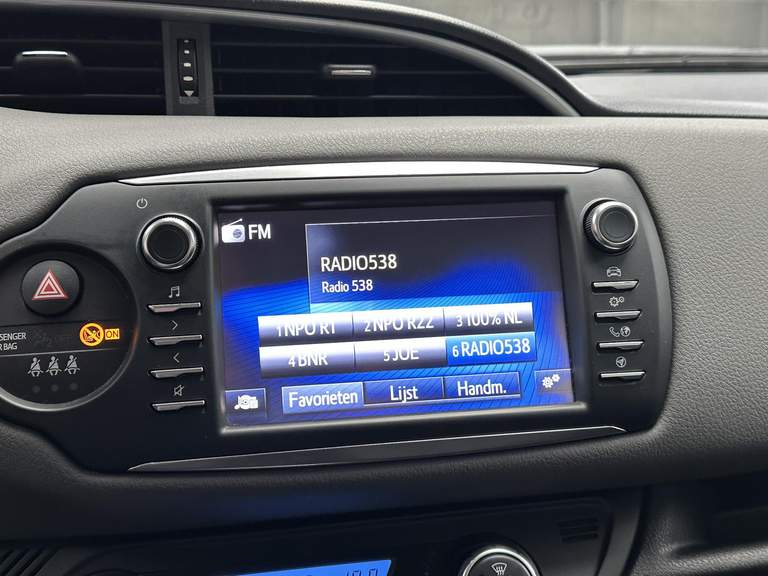 FM
RADIO538
Radio 538
1 NPO R1 2 NPO R2Z 3 100% NL
4 BNR 5 JOE 6 RADIO538
Favorieten Lijst Handm.
ON